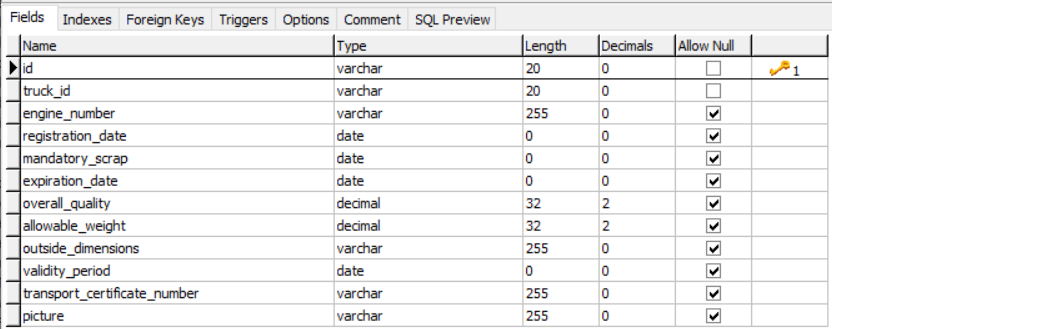 Fields Indexes Foreign Keys Triggers Options Comment SQL Preview
Name Type Length Decimals Allow Null
id varchar 20 0 1
truck_id varchar 20 0
engine_number varchar 255 0
registration_date date 0 0
mandatory_scrap date 0 0
expiration_date date 0 0
overall_quality decimal 32 2
allowable_weight decimal 32 2
outside_dimensions varchar 255 0
validity_period date 0 0
transport_certificate_number varchar 255 0
picture varchar 255 0